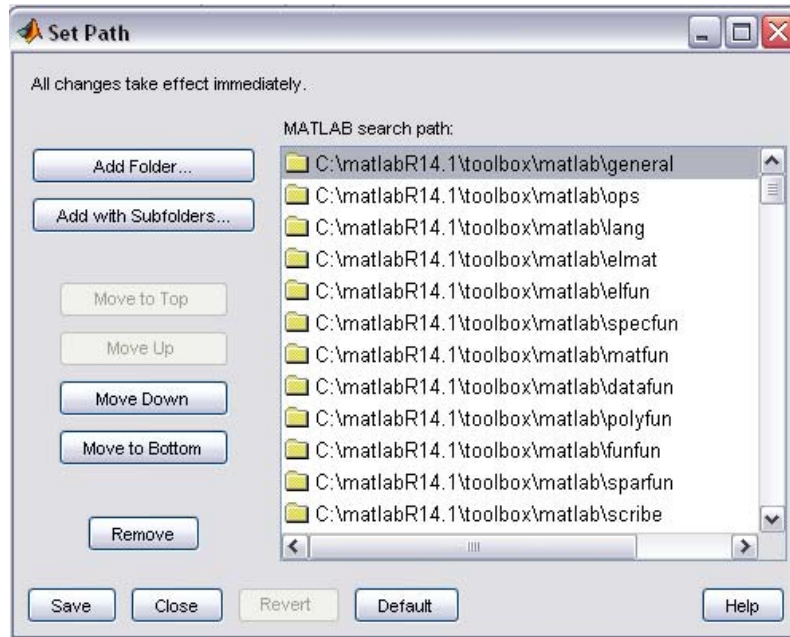 Set Path
All changes take effect immediately.
MATLAB search path:
Add Folder...
Add with Subfolders...
Move to Top
Move Up
Move Down
Move to Bottom
Remove
C:\matlabR14.1\toolbox\matlab\general
C:\matlabR14.1\toolbox\matlab\ops
C:\matlabR14.1\toolbox\matlab\lang
C:\matlabR14.1\toolbox\matlab\elmat
C:\matlabR14.1\toolbox\matlab\elfun
C:\matlabR14.1\toolbox\matlab\specfun
C:\matlabR14.1\toolbox\matlab\matfun
C:\matlabR14.1\toolbox\matlab\datafun
C:\matlabR14.1\toolbox\matlab\polyfun
C:\matlabR14.1\toolbox\matlab\funfun
C:\matlabR14.1\toolbox\matlab\sparfun
C:\matlabR14.1\toolbox\matlab\scribe
Save
Close
Revert
Default
Help